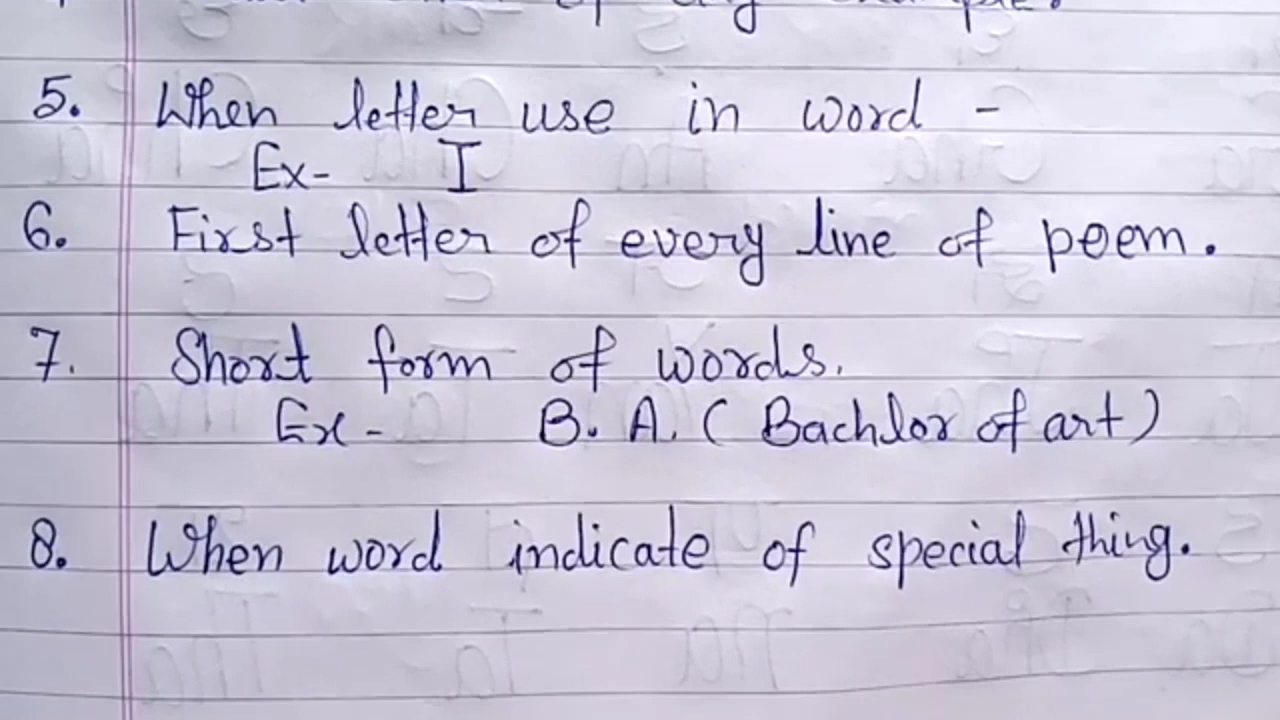 5. When letter use in word -
Ex- I
6. First letter of every line of poem.
7. Short form of words.
Ex- B. A. ( Bachlor of art )
8. When word indicate of special thing.